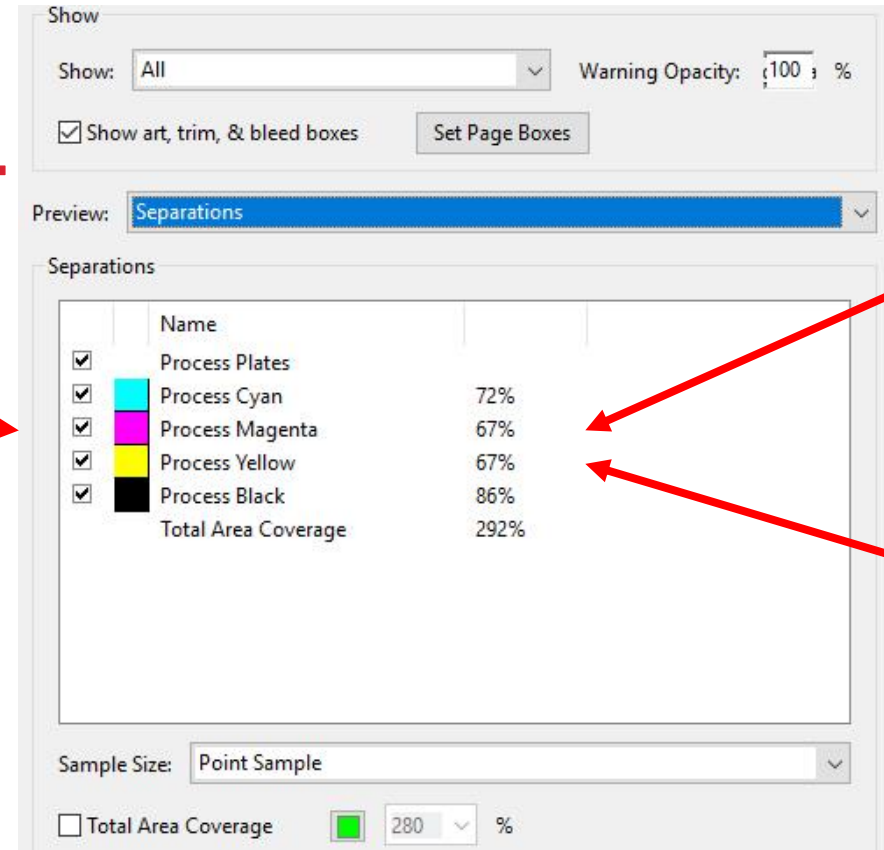 Show
Show: All Warning Opacity: 100 %
Show art, trim, & bleed boxes Set Page Boxes
Preview: Separations
Separations
Name
Process Plates
Process Cyan 72%
Process Magenta 67%
Process Yellow 67%
Process Black 86%
Total Area Coverage 292%
Sample Size: Point Sample
Total Area Coverage 280 %